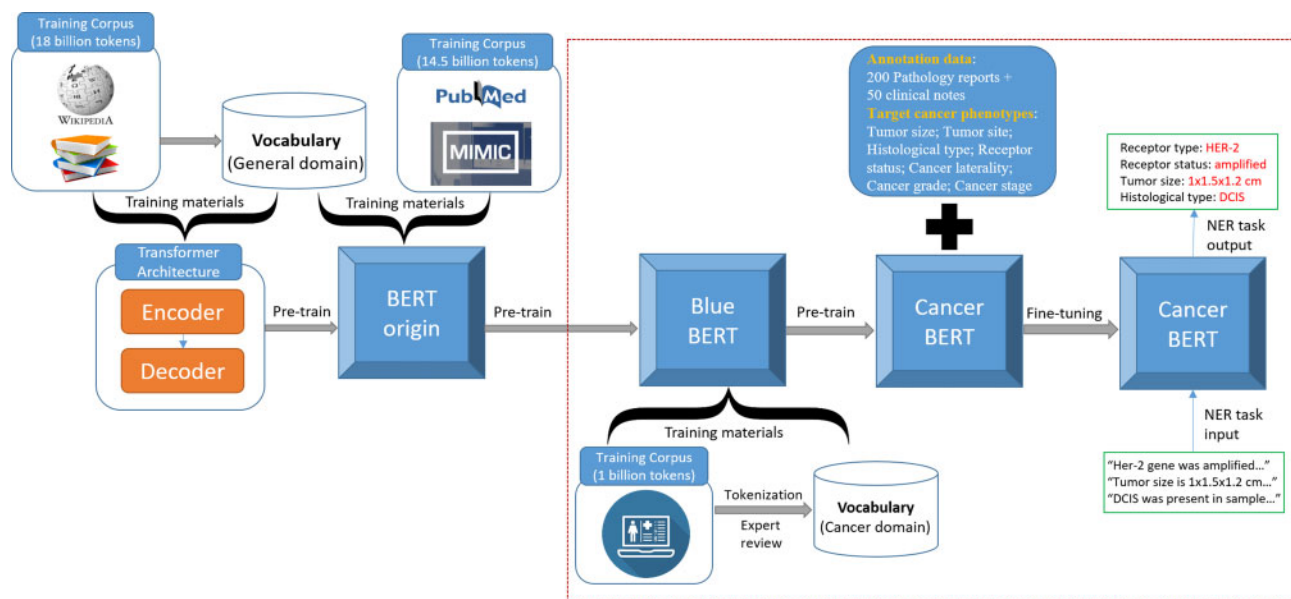 Training Corpus
(18 billion tokens)
WIKIPEDIA
Vocabulary
(General domain)
Training Corpus
(14.5 billion tokens)
PubMed
MIMIC
Training materials
Training materials
Transformer
Architecture
Encoder
Decoder
Pre-train
BERT
origin
Pre-train
Annotation data:
200 Pathology reports +
50 clinical notes
Target cancer phenotypes:
Tumor size; Tumor site;
Histological type; Receptor
status; Cancer laterality;
Cancer grade; Cancer stage
Blue
BERT
Pre-train
Cancer
BERT
Fine-tuning
Cancer
BERT
Receptor type: HER-2
Receptor status: amplified
Tumor size: 1x1.5x1.2 cm
Histological type: DCIS
NER task
output
NER task
input
“Her-2 gene was amplified...”
“Tumor size is 1x1.5x1.2 cm...”
“DCIS was present in sample...”
Training materials
Training Corpus
(1 billion tokens)
Tokenization
Expert
review
Vocabulary
(Cancer domain)